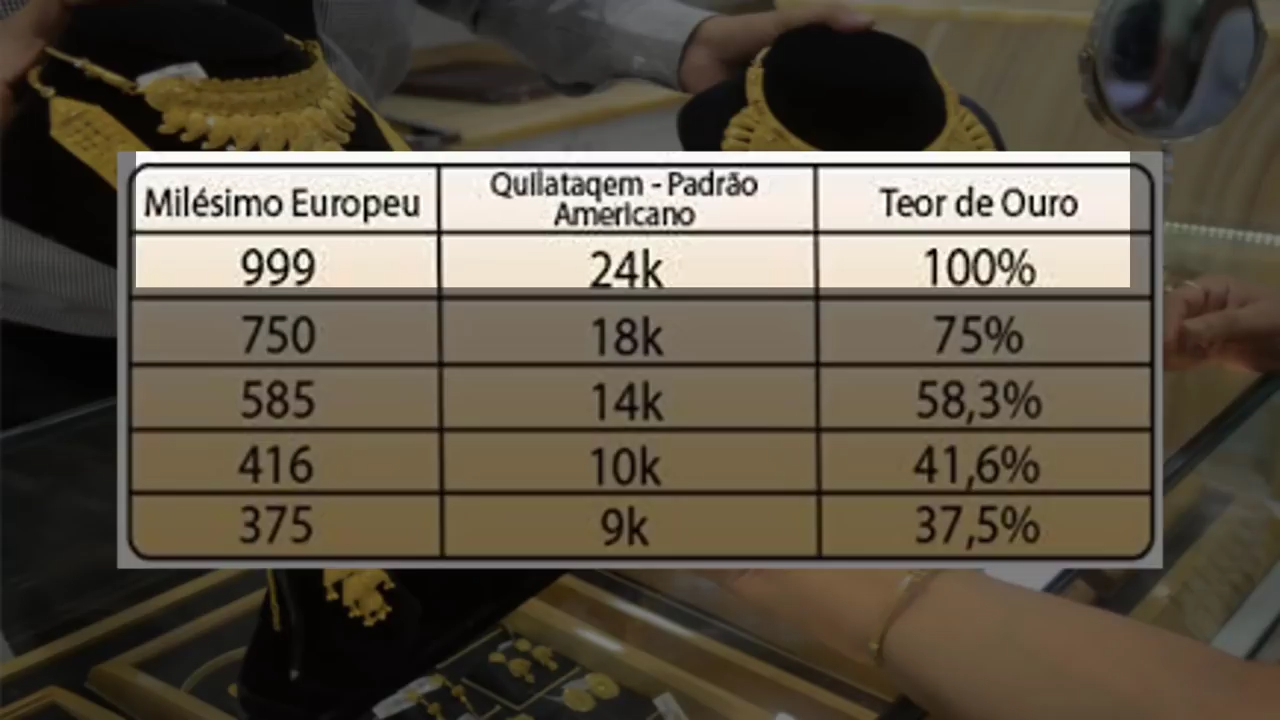 Milésimo Europeu
Quilataqem - Padrão
Americano
Teor de Ouro
999 24k 100%
750 18k 75%
585 14k 58,3%
416 10k 41,6%
375 9k 37,5%